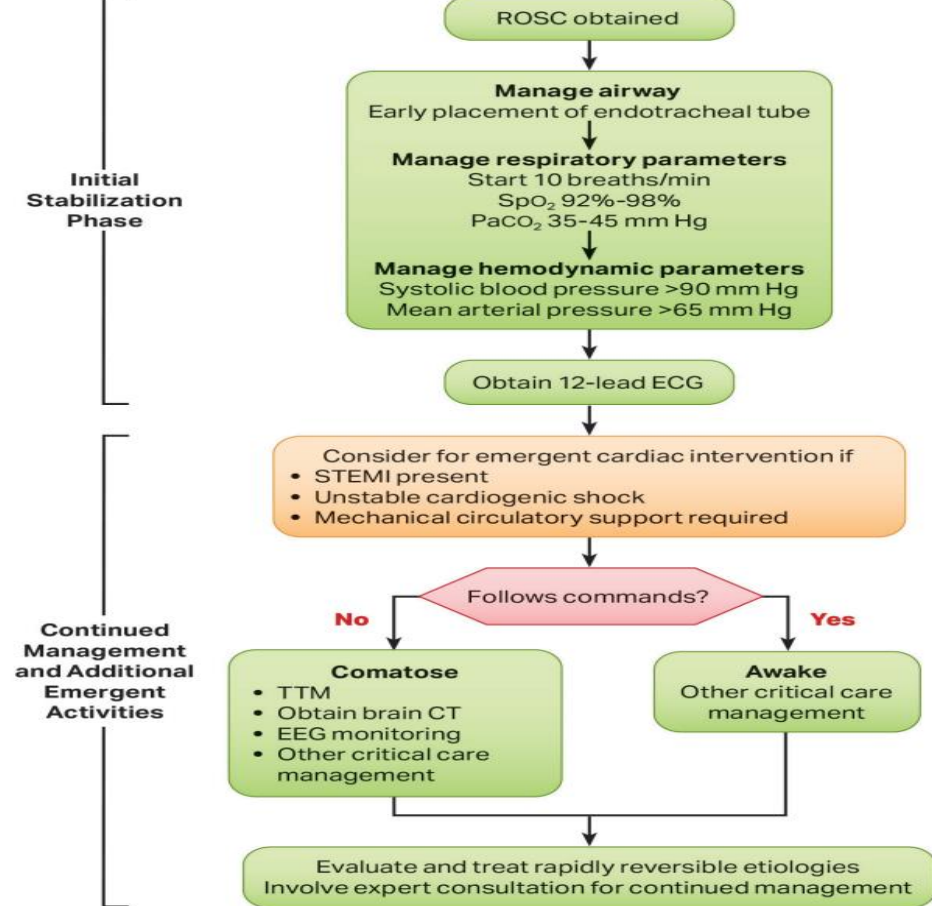 ROSC obtained
Initial
Stabilization
Phase
Manage airway
Early placement of endotracheal tube
Manage respiratory parameters
Start 10 breaths/min
SpO₂ 92%-98%
PaCO₂ 35-45 mm Hg
Manage hemodynamic parameters
Systolic blood pressure >90 mm Hg
Mean arterial pressure >65 mm Hg
Obtain 12-lead ECG
Continued
Management
and Additional
Emergent
Activities
Consider for emergent cardiac intervention if
• STEMI present
• Unstable cardiogenic shock
• Mechanical circulatory support required
Follows commands?
No
Yes
Comatose
• TTM
• Obtain brain CT
• EEG monitoring
• Other critical care
management
Awake
Other critical care
management
Evaluate and treat rapidly reversible etiologies
Involve expert consultation for continued management